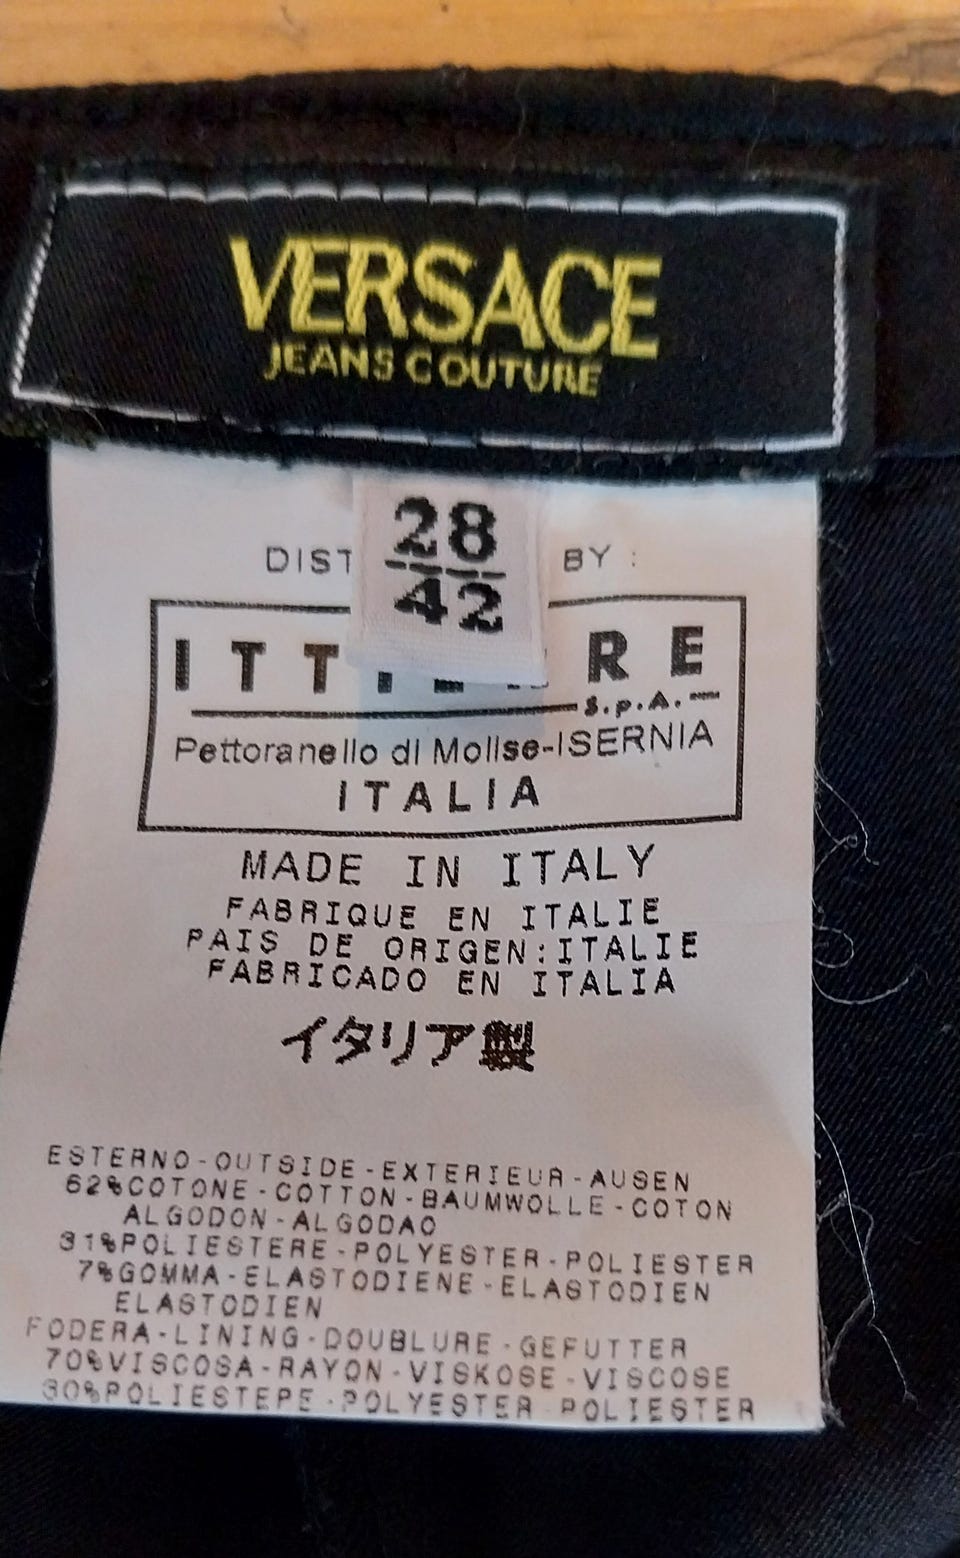 VERSACE
JEANS COUTURE
28
42
BY :
RE
S.p.A.
Pettoranello di Molise-ISERNIA
ITALIA
MADE IN ITALY
FABRIQUE EN ITALIE
PAIS DE ORIGEN:ITALIE
FABRICADO EN ITALIA
イタリア製
ESTERNO-OUTSIDE-EXTERIEUR-AUSEN
62%COTONE-COTTON-BAUMWOLLE-COTON
ALGODON-ALGODAO
31%POLIESTERE-POLYESTER-POLIESTER
7%GOMMA-ELASTODIENE-ELASTODIEN
ELASTODIEN
FODERA-LINING-DOUBLURE-GEFUTTER
70%VISCOSA-RAYON-VISKOSE-VISCOSE
30%POLIESTEPE-POLYESTER-POLIESTER